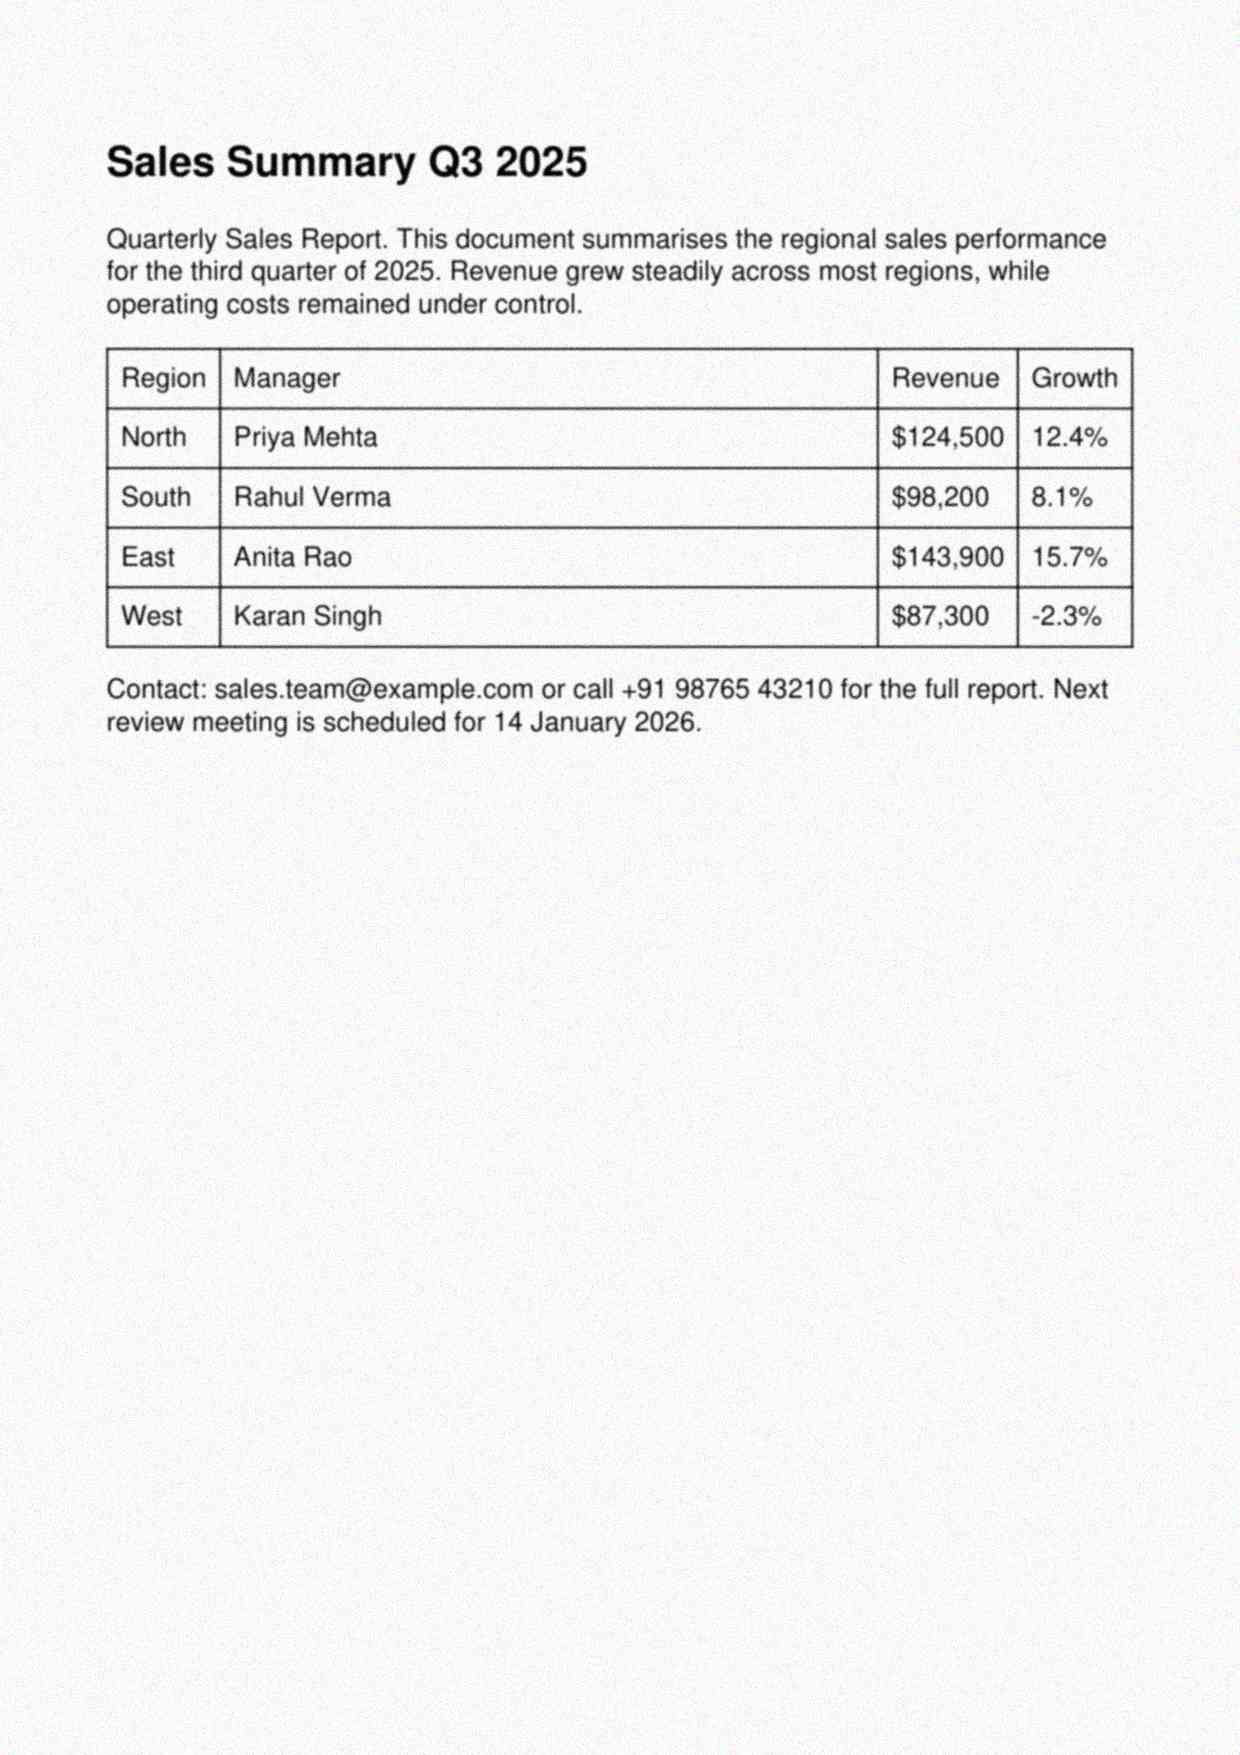 Sales Summary Q3 2025
Quarterly Sales Report. This document summarises the regional sales performance
for the third quarter of 2025. Revenue grew steadily across most regions, while
operating costs remained under control.
Region Manager Revenue Growth
North Priya Mehta $124,500 12.4%
South Rahul Verma $98,200 8.1%
East Anita Rao $143,900 15.7%
West Karan Singh $87,300 -2.3%
Contact: sales.team@example.com or call +91 98765 43210 for the full report. Next
review meeting is scheduled for 14 January 2026.